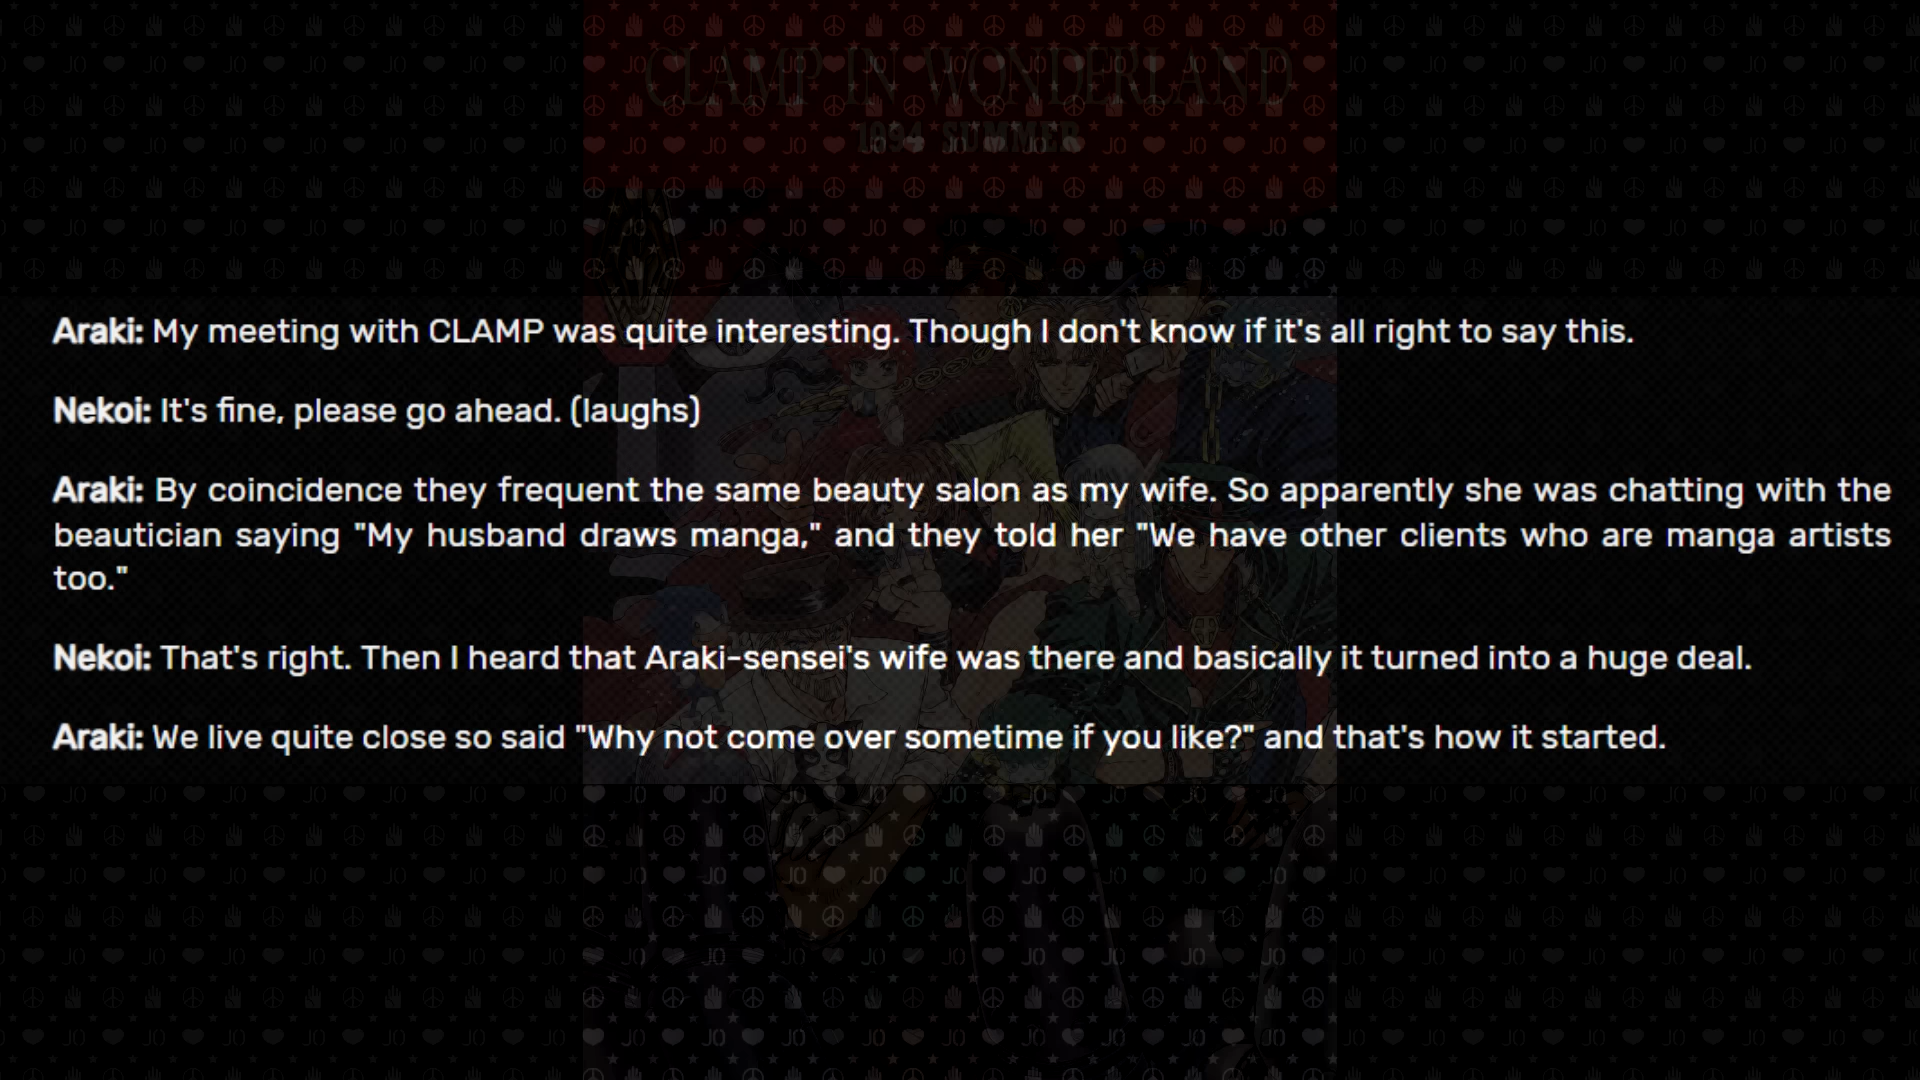 CLAMP IN WONDERLAND
1994 SUMMER
Araki: My meeting with CLAMP was quite interesting. Though I don't know if it's all right to say this.
Nekoi: It's fine, please go ahead. (laughs)
Araki: By coincidence they frequent the same beauty salon as my wife. So apparently she was chatting with the
beautician saying "My husband draws manga," and they told her "We have other clients who are manga artists
too."
Nekoi: That's right. Then I heard that Araki-sensei's wife was there and basically it turned into a huge deal.
Araki: We live quite close so said "Why not come over sometime if you like?" and that's how it started.